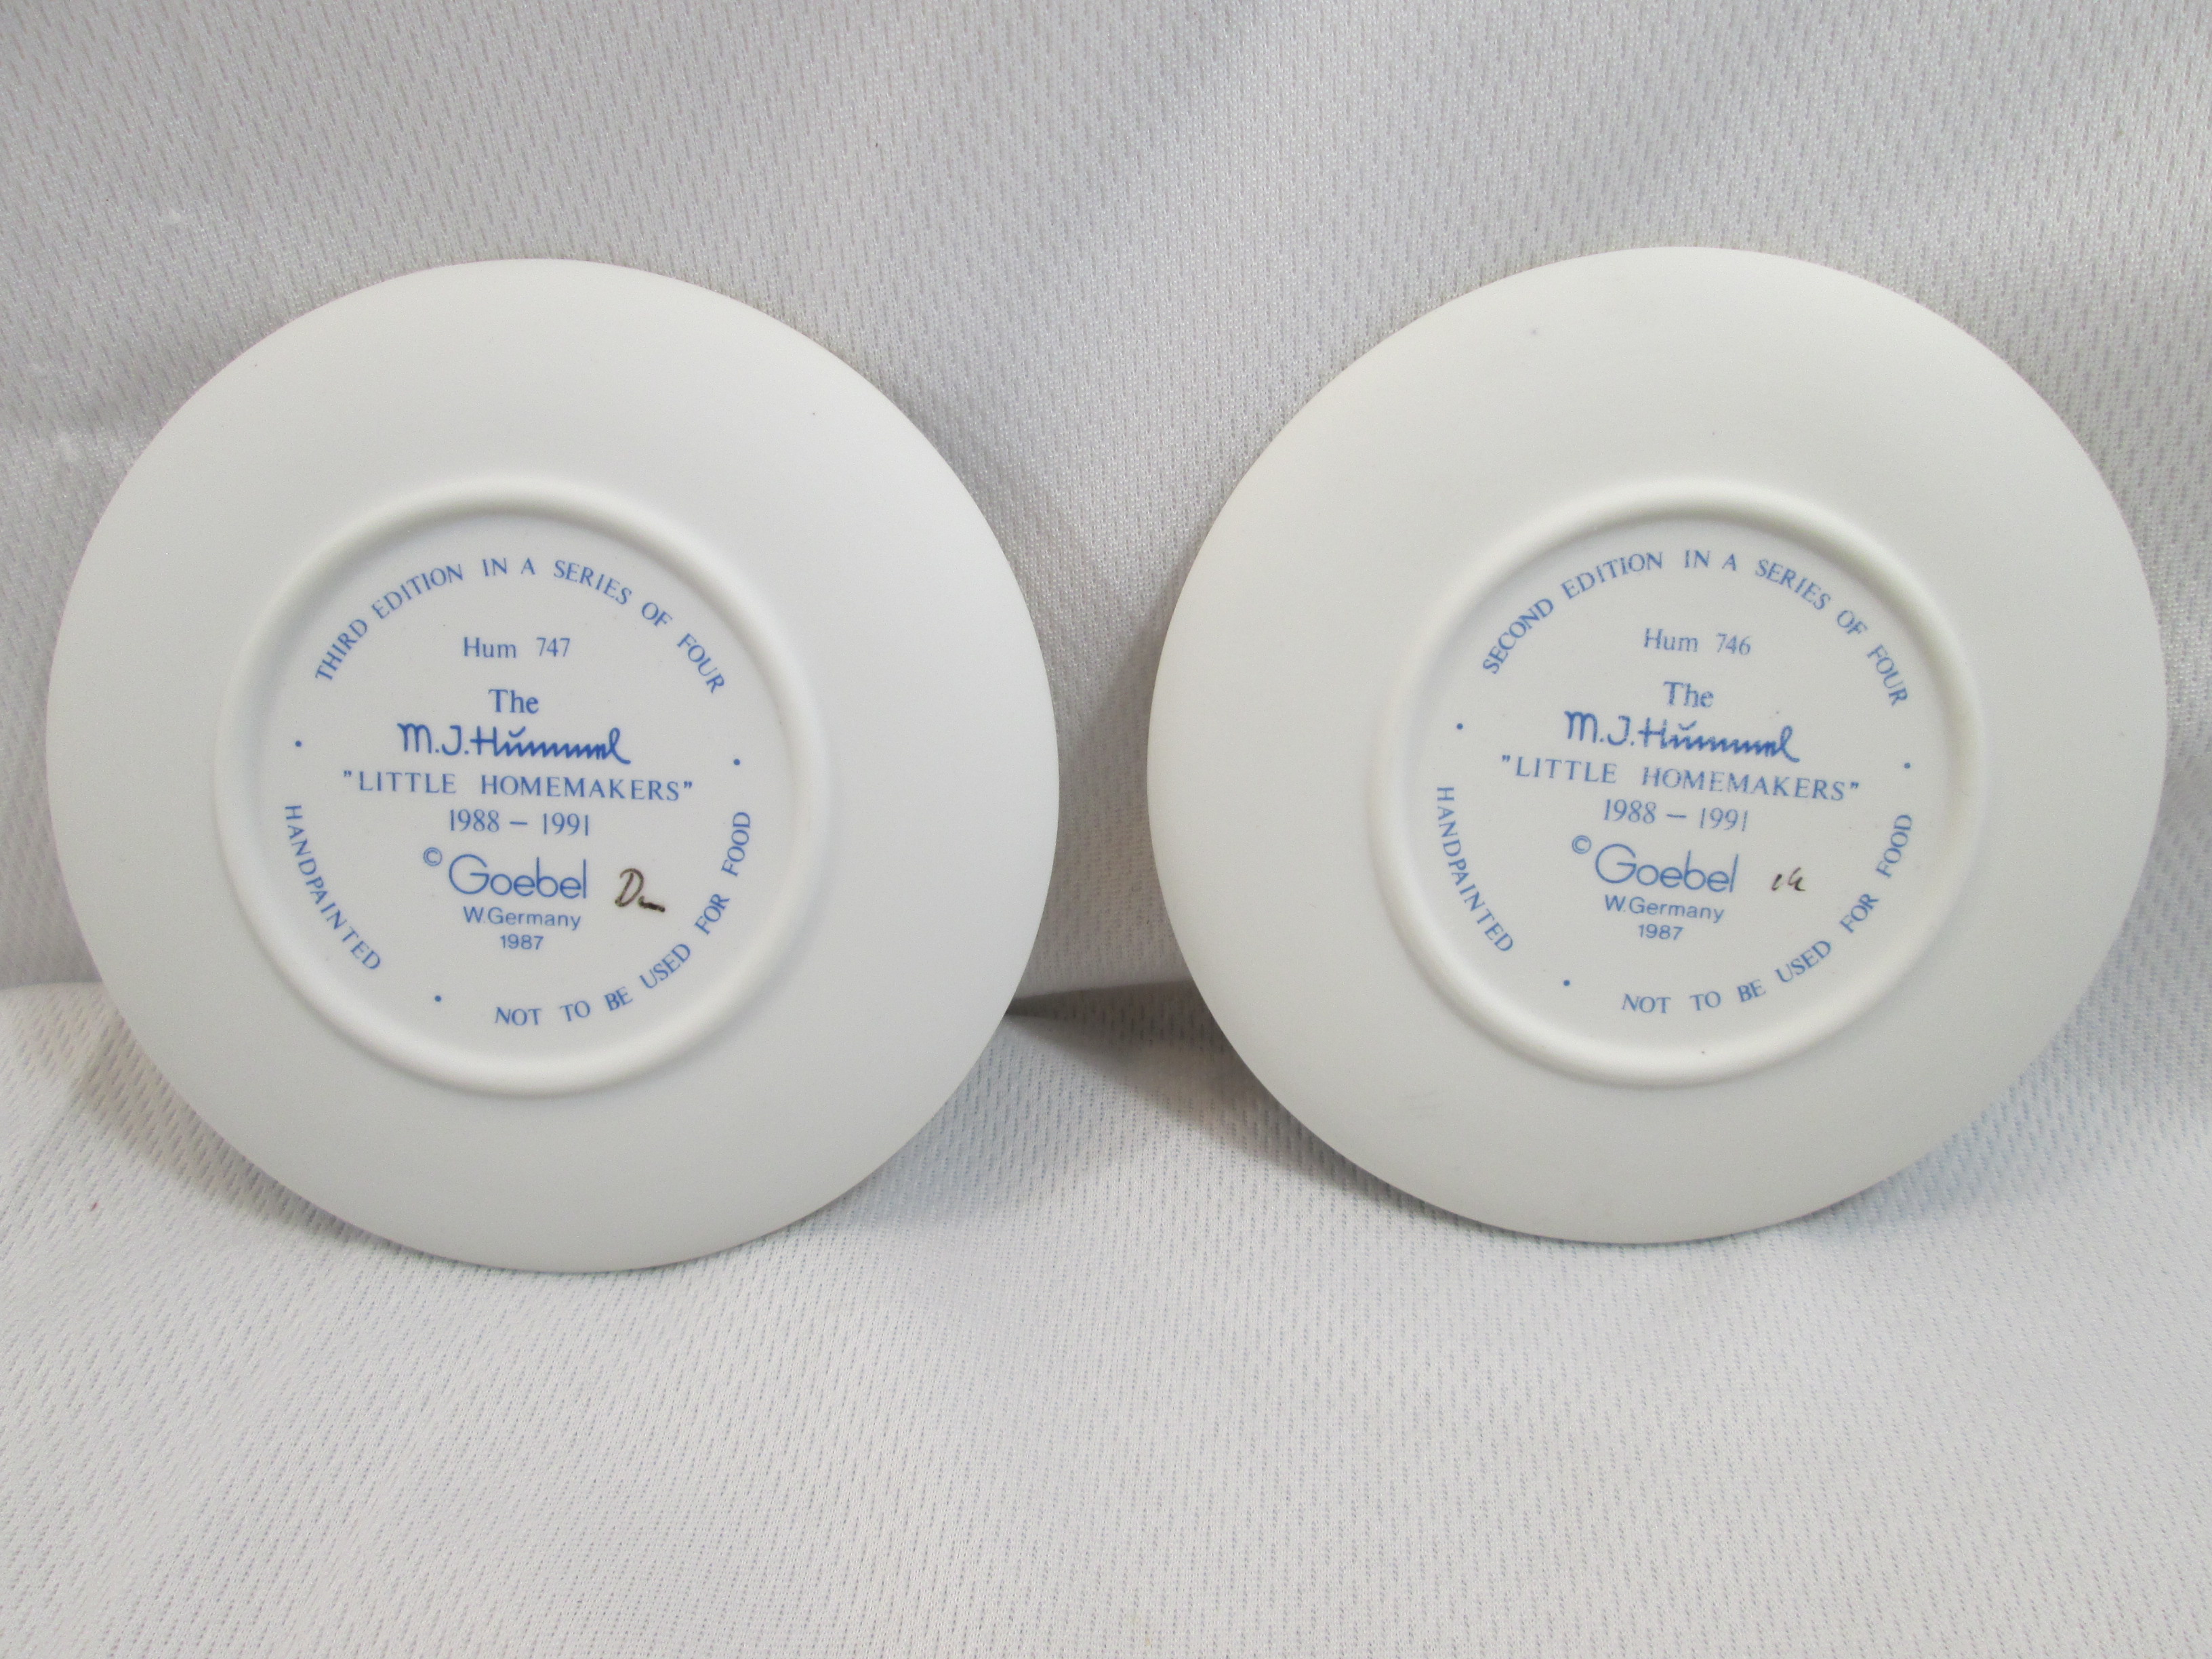 THIRD EDITION IN A SERIES OF FOUR
Hum 747
The
M.J.Hummel
"LITTLE HOMEMAKERS"
1988 – 1991
© Goebel
W.Germany
1987
HANDPAINTED
• NOT TO BE USED FOR FOOD •
SECOND EDITION IN A SERIES OF FOUR
Hum 746
The
M.J.Hummel
"LITTLE HOMEMAKERS"
1988 – 1991
© Goebel
W.Germany
1987
HANDPAINTED
• NOT TO BE USED FOR FOOD •